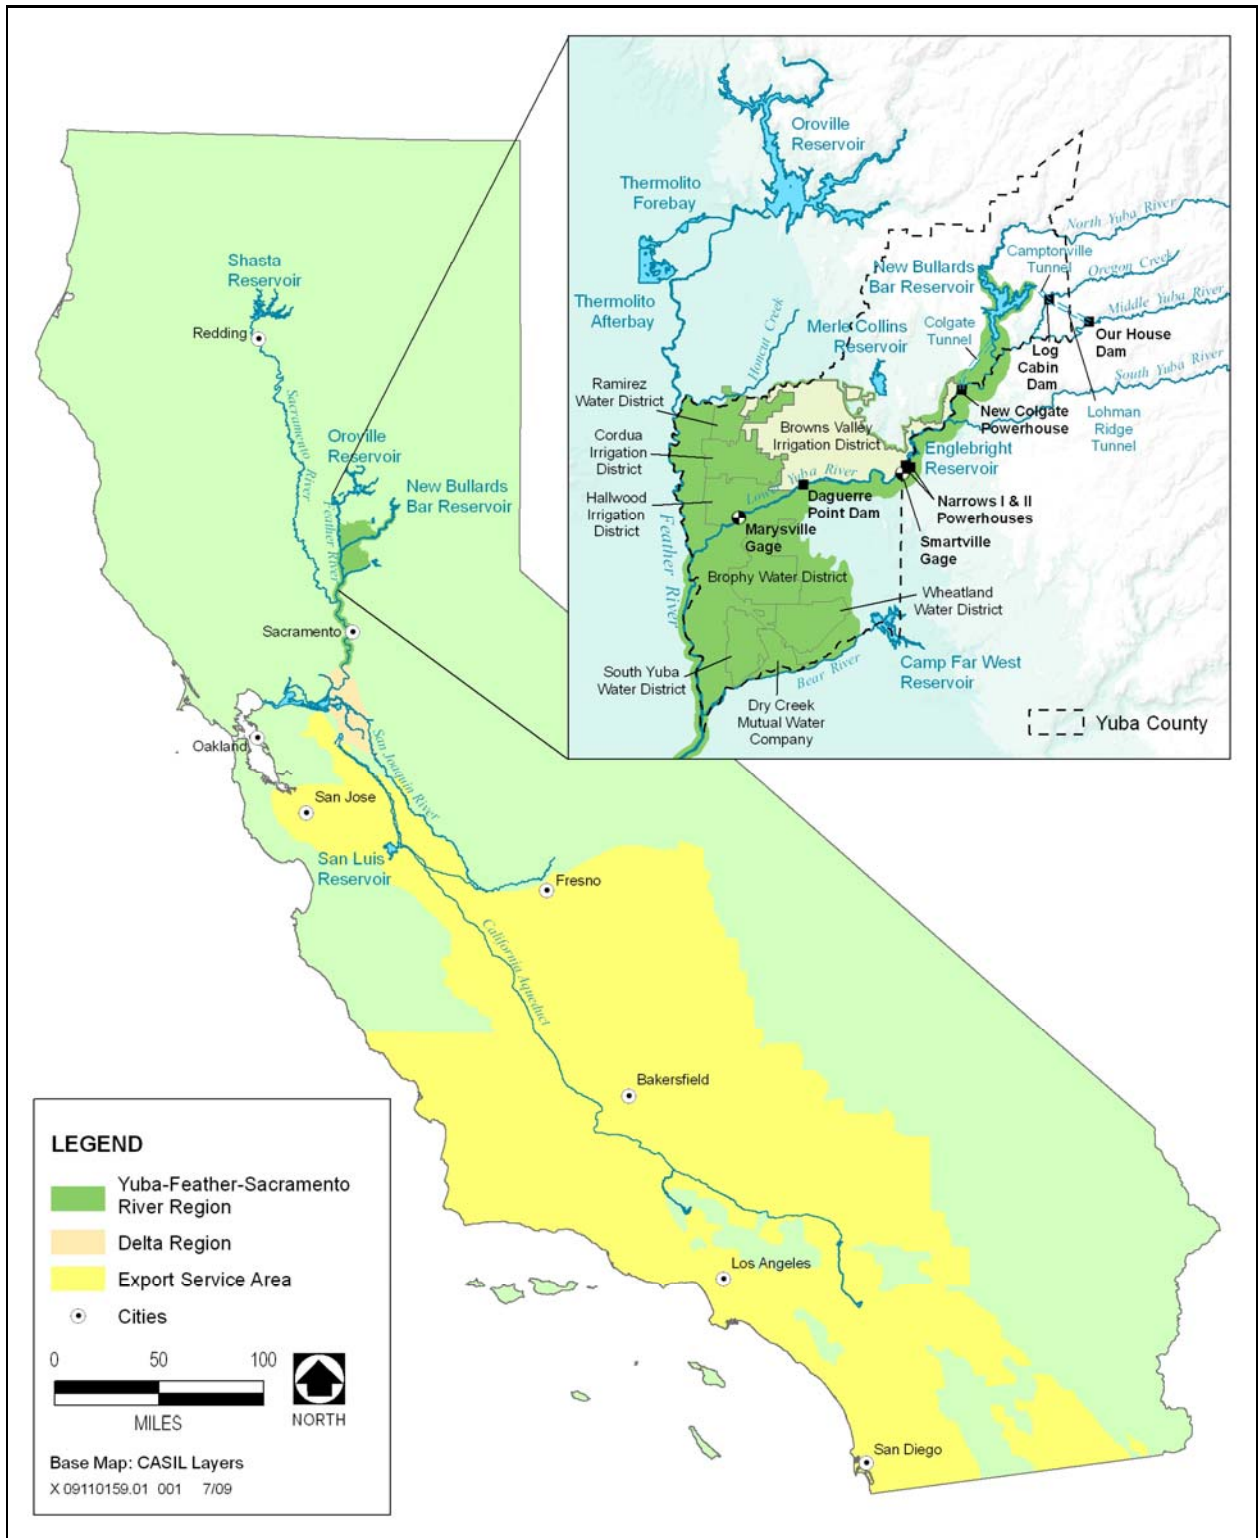 Oroville
Reservoir
Thermolito
Forebay
North Yuba River
Camptonville
Tunnel
Oregon Creek
New Bullards
Bar Reservoir
Middle Yuba River
Thermolito
Afterbay
Honcut Creek
Merle Collins
Reservoir
Colgate
Tunnel
Our House
Dam
Log
Cabin
Dam
South Yuba River
Ramirez
Water District
New Colgate
Powerhouse
Lohman
Ridge
Tunnel
Cordua
Irrigation
District
Browns Valley
Irrigation District
Englebright
Reservoir
Hallwood
Irrigation
District
Lower Yuba River
Daguerre
Point Dam
Narrows I & II
Powerhouses
Marysville
Gage
Smartville
Gage
Feather River
Brophy Water District
Wheatland
Water District
South Yuba
Water District
Bear River
Camp Far West
Reservoir
Dry Creek
Mutual Water
Company
Yuba County
Shasta
Reservoir
Redding
Sacramento River
Oroville
Reservoir
New Bullards
Bar Reservoir
Feather River
Sacramento
Oakland
San Joaquin River
San Jose
San Luis
Reservoir
Fresno
California Aqueduct
Bakersfield
Los Angeles
San Diego
LEGEND
Yuba-Feather-Sacramento
River Region
Delta Region
Export Service Area
Cities
0 50 100
MILES
NORTH
Base Map: CASIL Layers
X 09110159.01 001 7/09